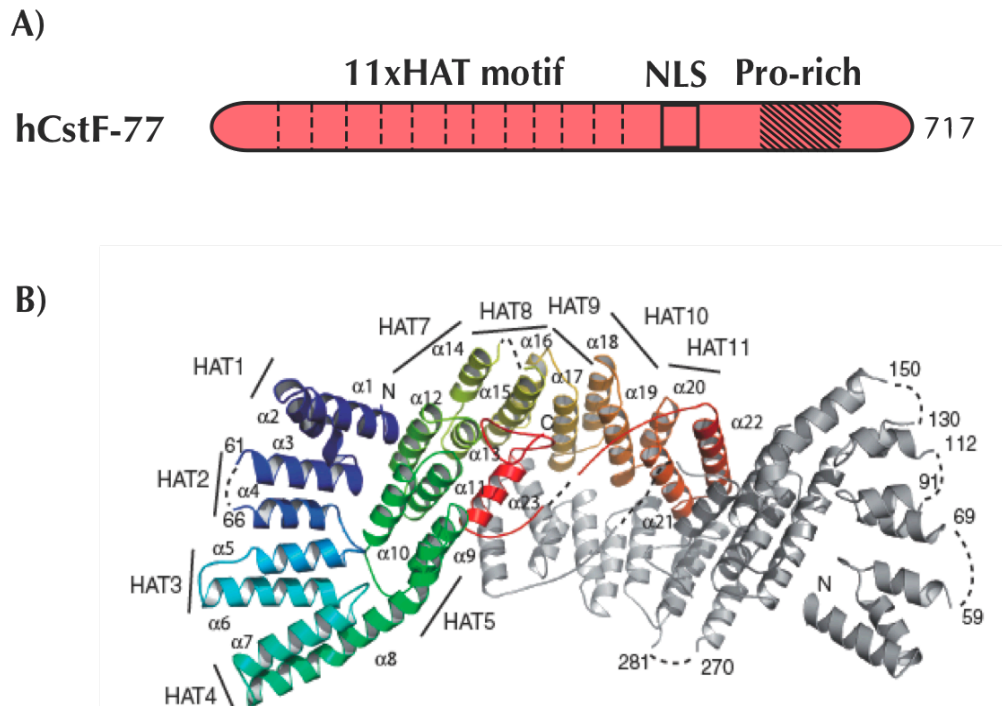 A)
11xHAT motif NLS Pro-rich
hCstF-77 717
B)
HAT7 HAT8 HAT9 HAT10
HAT11
HAT1
α14 α16 α18
α1 N α12 α15 α17 α19 α20 150
α2 α22
61 α3 α13 C 130
112
HAT2 α4 α11 91
66 α23 69
α5 α10 α9 α21
HAT3 N
α6 HAT5 59
α7 α8 281 270
HAT4